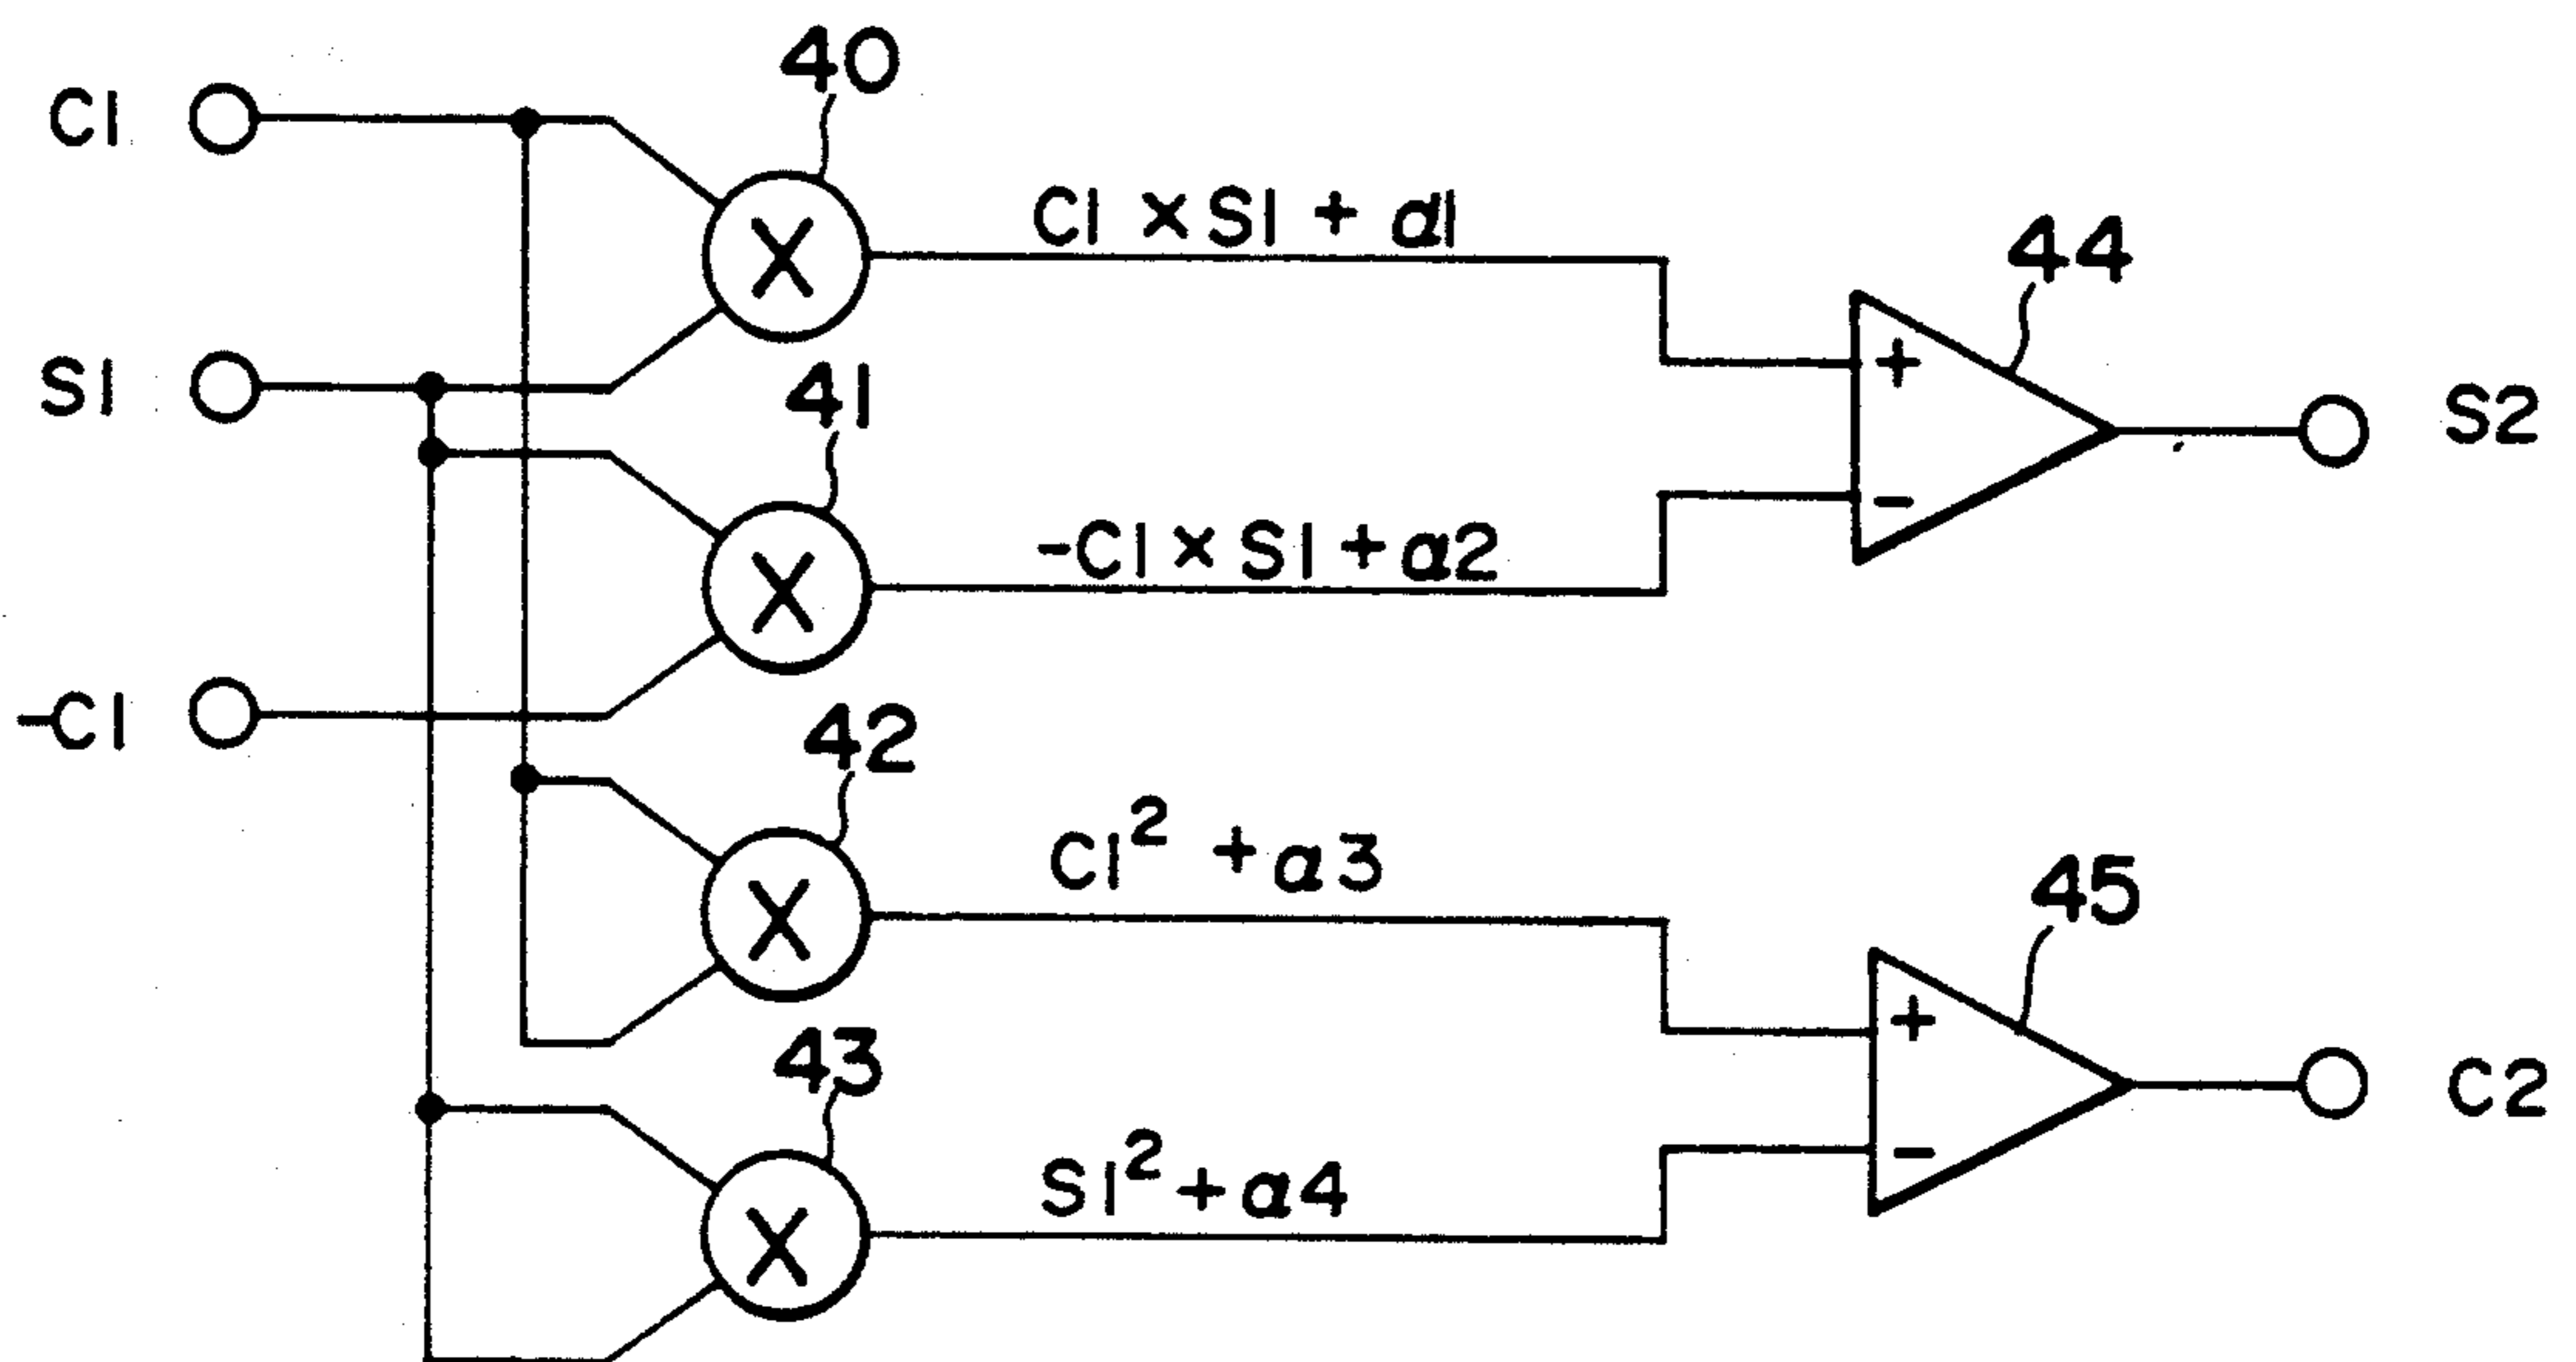 40
C1
C1 × S1 + α1
44
S1
+
41
S2
-
-C1 × S1 + α2
X
X
-C1
42
C1² + α3
45
X
+
43
C2
S1² + α4
-
X